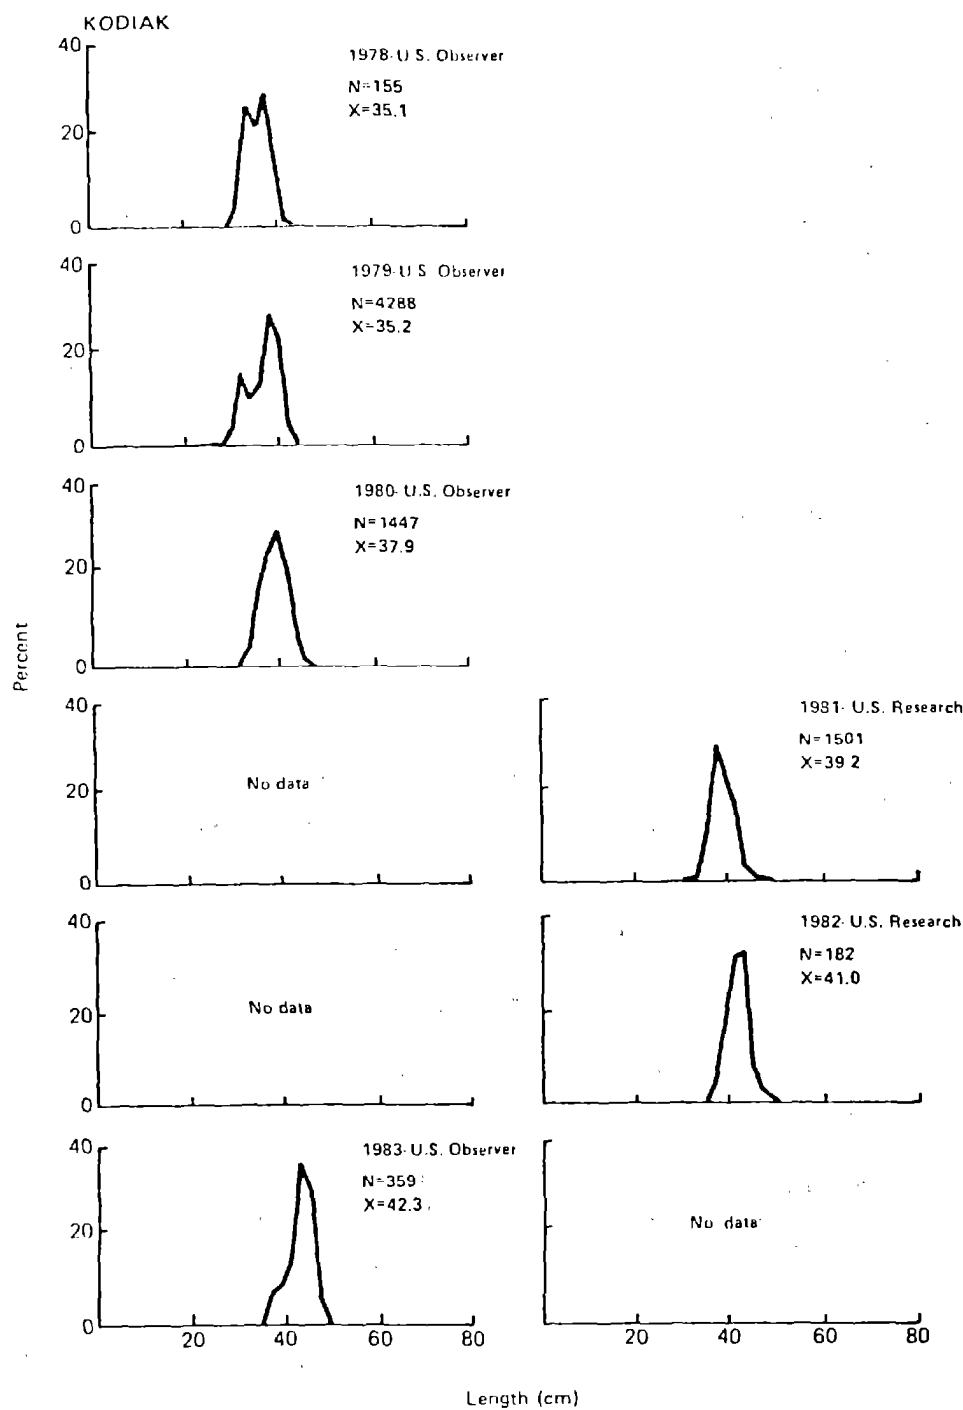 KODIAK
40
1978-U.S. Observer
N=155
X=35.1
20
0
40
1979-U.S. Observer
N=4288
X=35.2
20
0
40
1980-U.S. Observer
N=1447
X=37.9
20
0
Percent
40
No data
20
0
1981-U.S. Research
N=1501
X=39.2
40
No data
20
0
1982-U.S. Research
N=182
X=41.0
40
1983-U.S. Observer
N=359
X=42.3
20
0
20 40 60 80
No data
20 40 60 80
Length (cm)